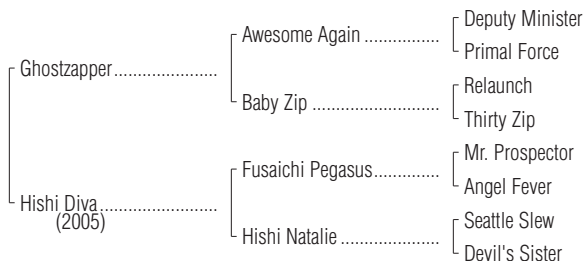 Deputy Minister
Awesome Again ..................
Primal Force
Ghostzapper.........................
Relaunch
Baby Zip ...............................
Thirty Zip
Mr. Prospector
Fusaichi Pegasus................
Angel Fever
Hishi Diva.............................
(2005)
Seattle Slew
Hishi Natalie ........................
Devil's Sister